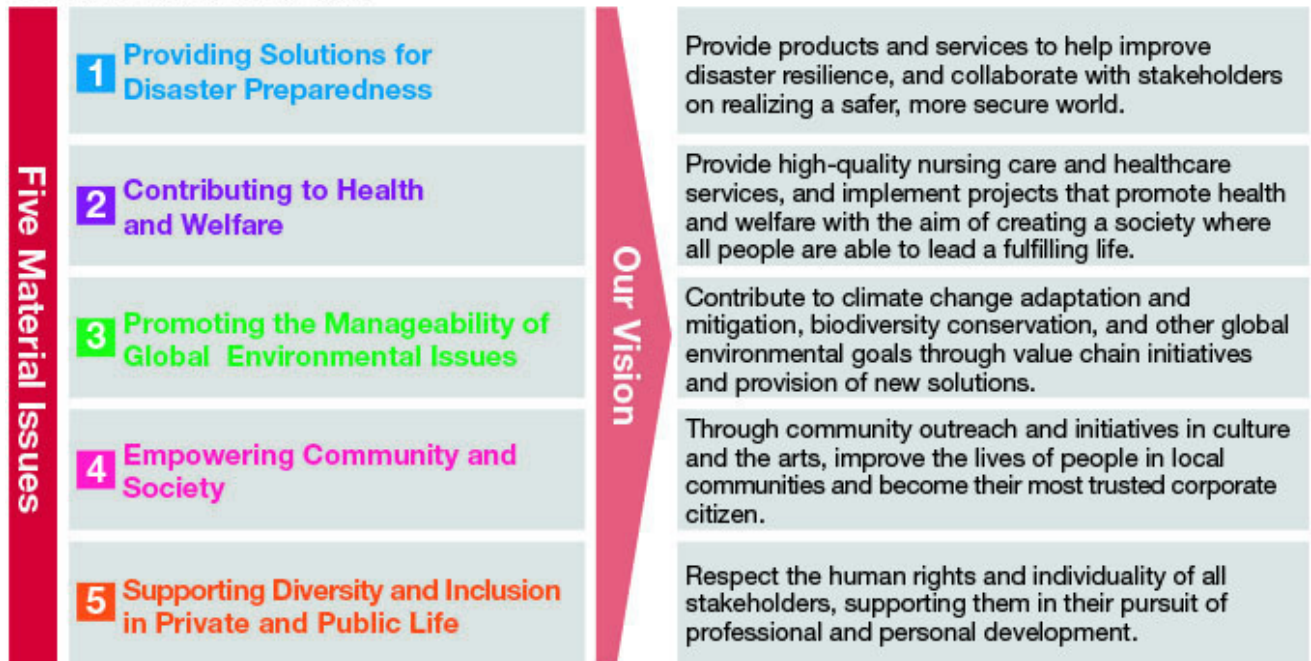 Five Material Issues
1 Providing Solutions for
Disaster Preparedness
2 Contributing to Health
and Welfare
3 Promoting the Manageability of
Global Environmental Issues
4 Empowering Community and
Society
5 Supporting Diversity and Inclusion
in Private and Public Life
Our Vision
Provide products and services to help improve
disaster resilience, and collaborate with stakeholders
on realizing a safer, more secure world.
Provide high-quality nursing care and healthcare
services, and implement projects that promote health
and welfare with the aim of creating a society where
all people are able to lead a fulfilling life.
Contribute to climate change adaptation and
mitigation, biodiversity conservation, and other global
environmental goals through value chain initiatives
and provision of new solutions.
Through community outreach and initiatives in culture
and the arts, improve the lives of people in local
communities and become their most trusted corporate
citizen.
Respect the human rights and individuality of all
stakeholders, supporting them in their pursuit of
professional and personal development.